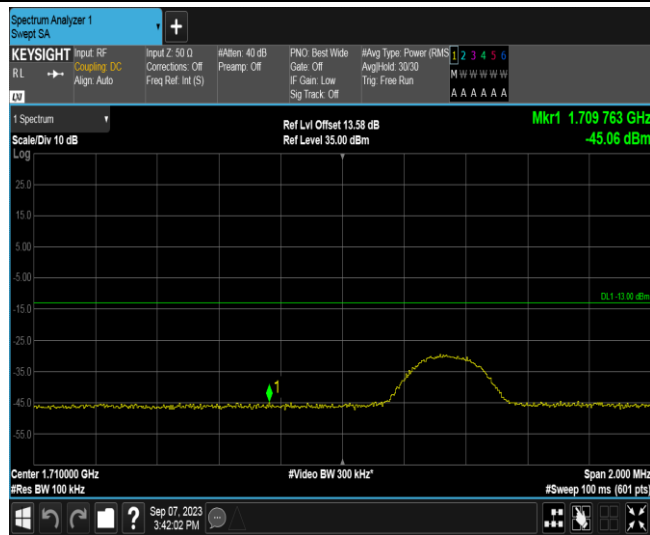 Spectrum Analyzer 1
Swept SA
+
KEYSIGHT
RL
Input: RF
Coupling: DC
Align: Auto
Input Z: 50 Ω
Corrections: Off
Freq Ref: Int (S)
#Atten: 40 dB
Preamp: Off
PNO: Best Wide
Gate: Off
IF Gain: Low
Sig Track: Off
#Avg Type: Power (RMS
Avg|Hold: 30/30
Trig: Free Run
1 2 3 4 5 6
M W W W W W
A A A A A A
1 Spectrum
Scale/Div 10 dB
Log
Ref Lvl Offset 13.58 dB
Ref Level 35.00 dBm
Mkr1 1.709 763 GHz
-45.06 dBm
25.0
15.0
5.00
-5.00
DL1 -13.00 dBm
-15.0
-25.0
-35.0
1
-45.0
-55.0
Center 1.710000 GHz
#Video BW 300 kHz*
Span 2.000 MHz
#Res BW 100 kHz
#Sweep 100 ms (601 pts)
?
Sep 07, 2023
3:42:02 PM